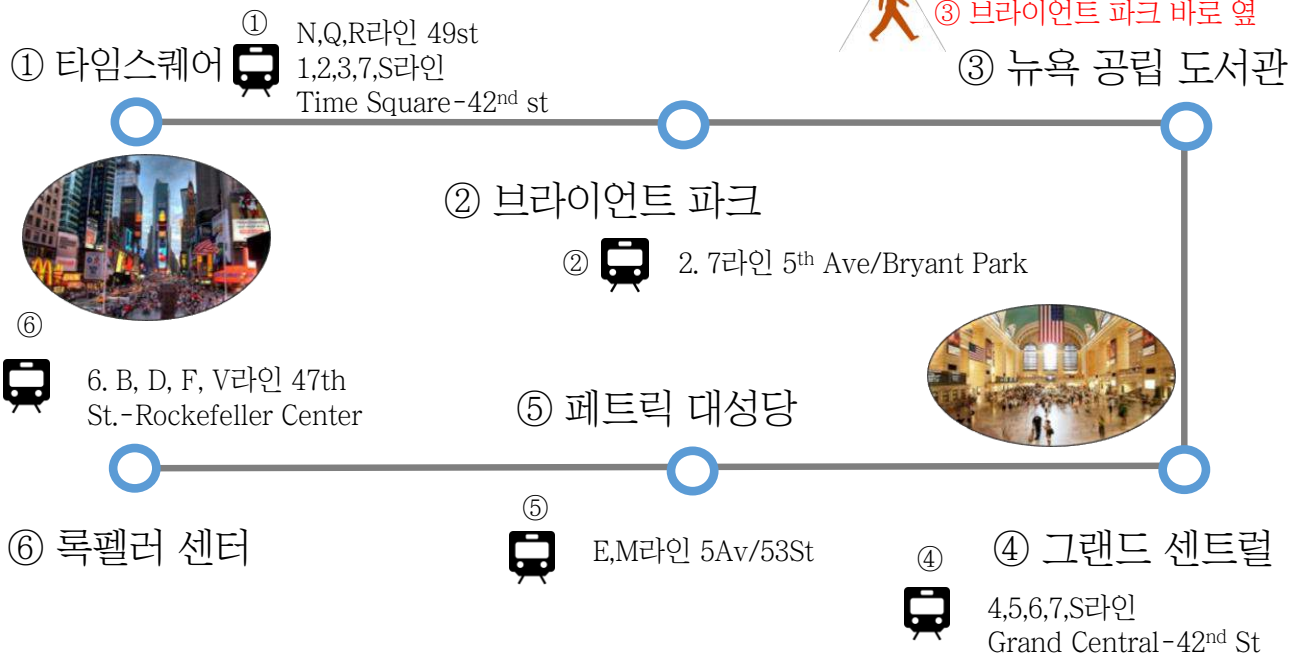 ③ 브라이언트 파크 바로 옆
① 타임스퀘어
①
N,Q,R라인 49st
1,2,3,7,S라인
Time Square-42nd st
③ 뉴욕 공립 도서관
② 브라이언트 파크
②
2. 7라인 5th Ave/Bryant Park
⑥
6. B, D, F, V라인 47th
St.-Rockefeller Center
⑤ 페트릭 대성당
⑥ 록펠러 센터
⑤
E,M라인 5Av/53St
④ 그랜드 센트럴
④
4,5,6,7,S라인
Grand Central-42nd St